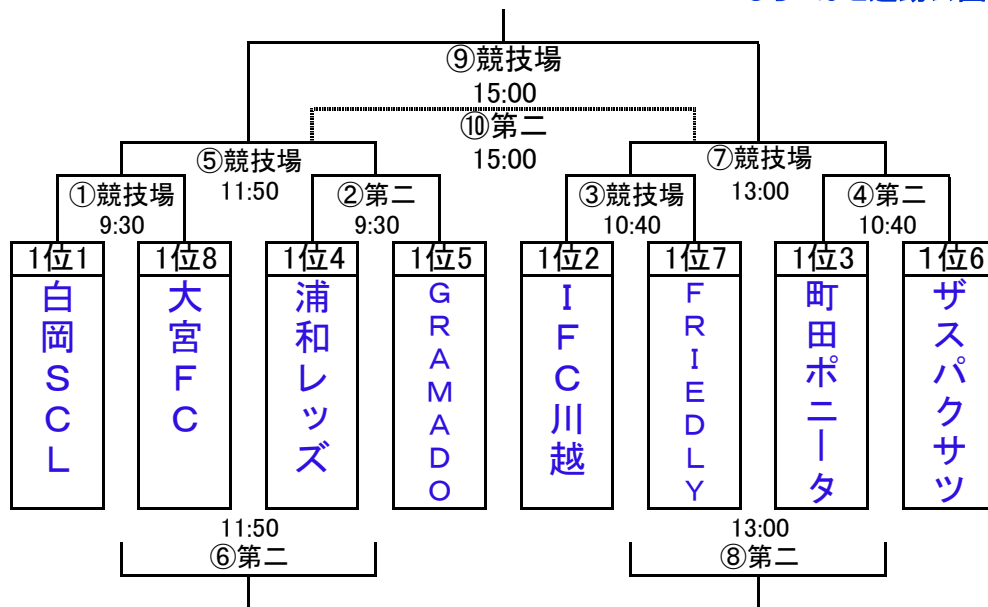 ⑨競技場
15:00
⑩第二
15:00
⑤競技場
11:50
⑦競技場
13:00
①競技場
9:30
②第二
9:30
③競技場
10:40
④第二
10:40
1位1
1位8
1位4
1位5
1位2
1位7
1位3
1位6
白岡SCL
大宮FC
浦和レッズ
GRAMADO
IFC川越
FRIEDLY
町田ポニータ
ザスパクサツ
11:50
⑥第二
13:00
⑧第二